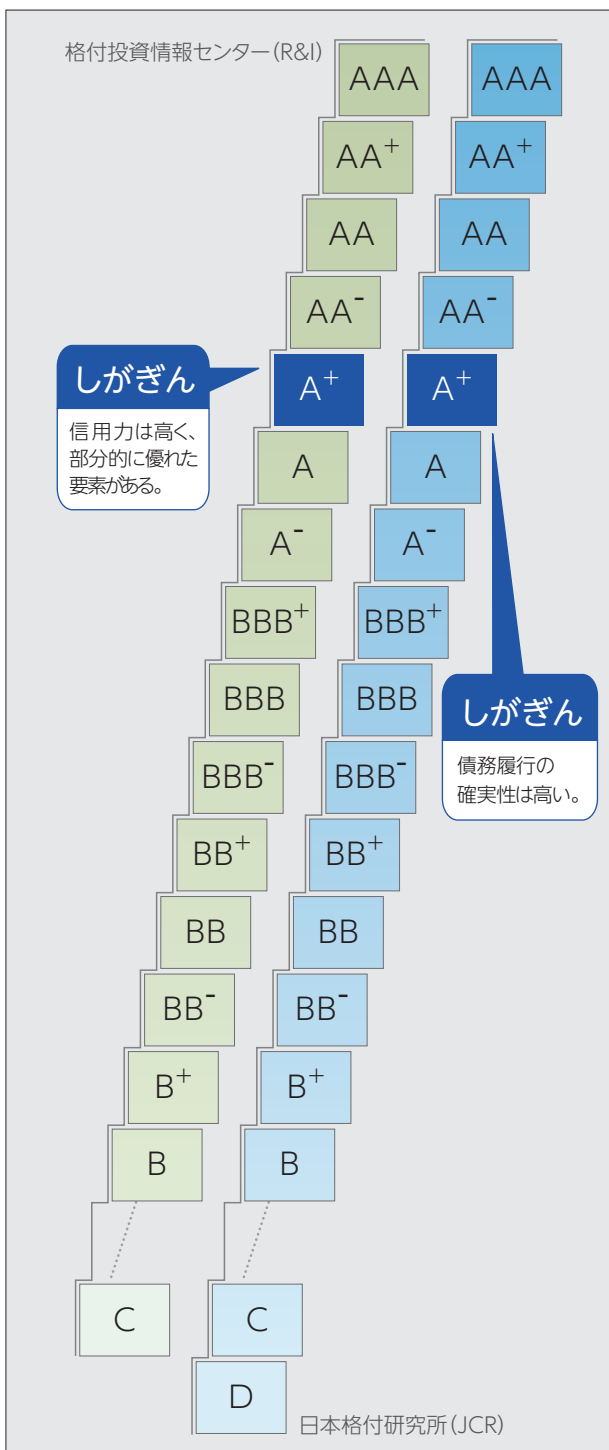 格付投資情報センター(R&I)
AAA
AA+
AA
AA-
A+
A
A-
BBB+
BBB
BBB-
BB+
BB
BB-
B+
B
C
しがぎん
信用力は高く、
部分的に優れた
要素がある。
AAA
AA+
AA
AA-
A+
A
A-
BBB+
BBB
BBB-
BB+
BB
BB-
B+
B
C
D
しがぎん
債務履行の
確実性は高い。
日本格付研究所(JCR)